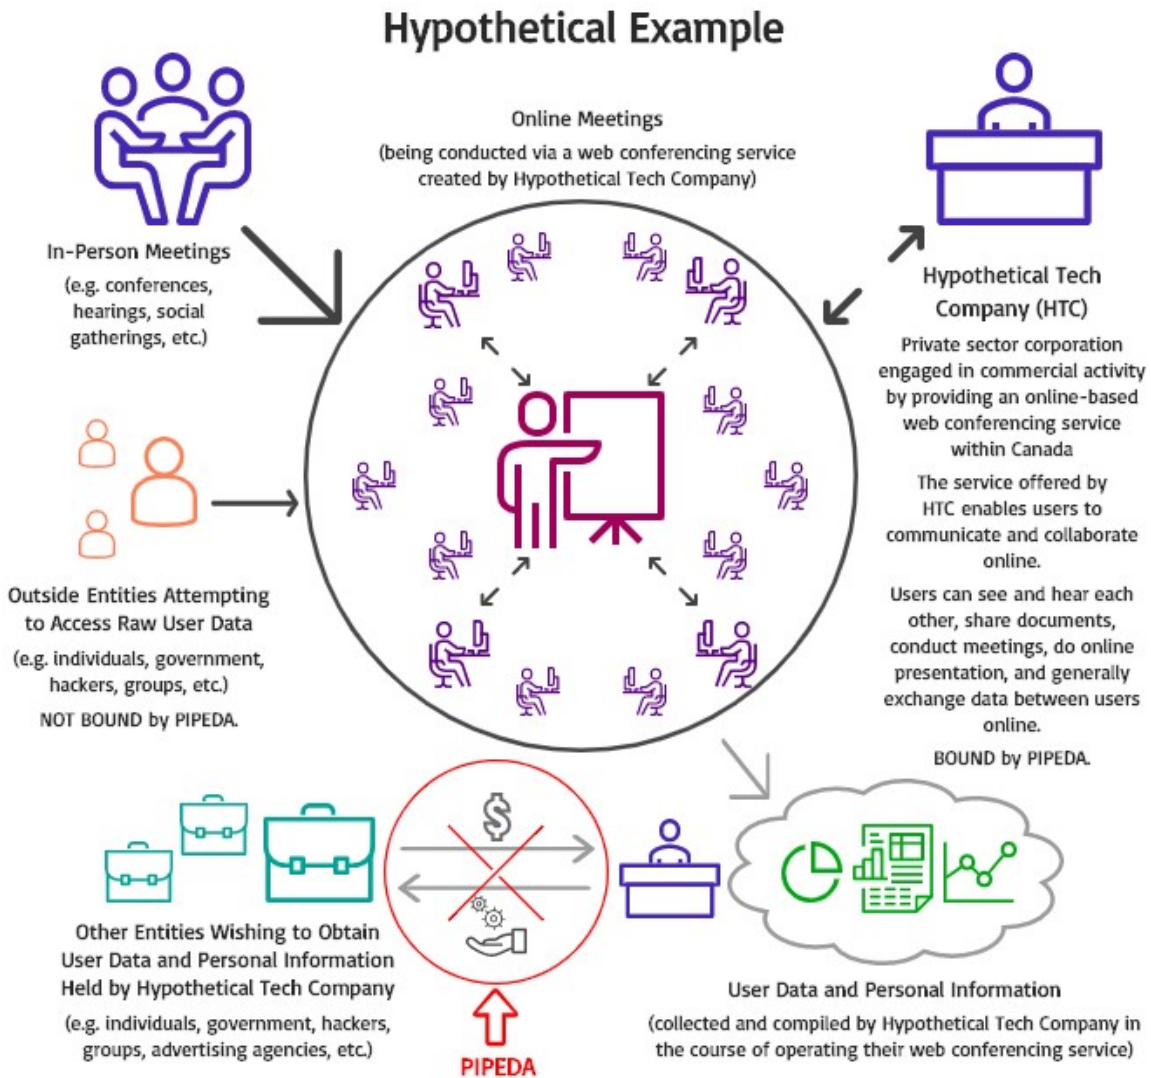 Hypothetical Example
Online Meetings
(being conducted via a web conferencing service
created by Hypothetical Tech Company)
In-Person Meetings
(e.g. conferences,
hearings, social
gatherings, etc.)
Hypothetical Tech
Company (HTC)
Private sector corporation
engaged in commercial activity
by providing an online-based
web conferencing service
within Canada
The service offered by
HTC enables users to
communicate and collaborate
online.
Users can see and hear each
other, share documents,
conduct meetings, do online
presentation, and generally
exchange data between users
online.
BOUND by PIPEDA.
Outside Entities Attempting
to Access Raw User Data
(e.g. individuals, government,
hackers, groups, etc.)
NOT BOUND by PIPEDA.
$
Other Entities Wishing to Obtain
User Data and Personal Information
Held by Hypothetical Tech Company
(e.g. individuals, government, hackers,
groups, advertising agencies, etc.)
PIPEDA
User Data and Personal Information
(collected and compiled by Hypothetical Tech Company in
the course of operating their web conferencing service)